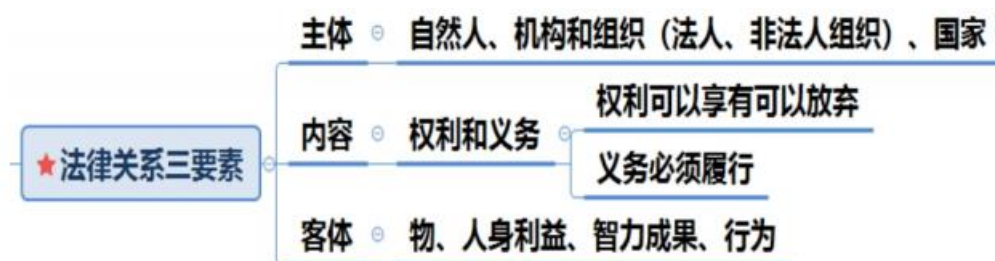 ★法律关系三要素
主体
自然人、机构和组织（法人、非法人组织）、国家
内容
权利和义务
权利可以享有可以放弃
义务必须履行
客体
物、人身利益、智力成果、行为